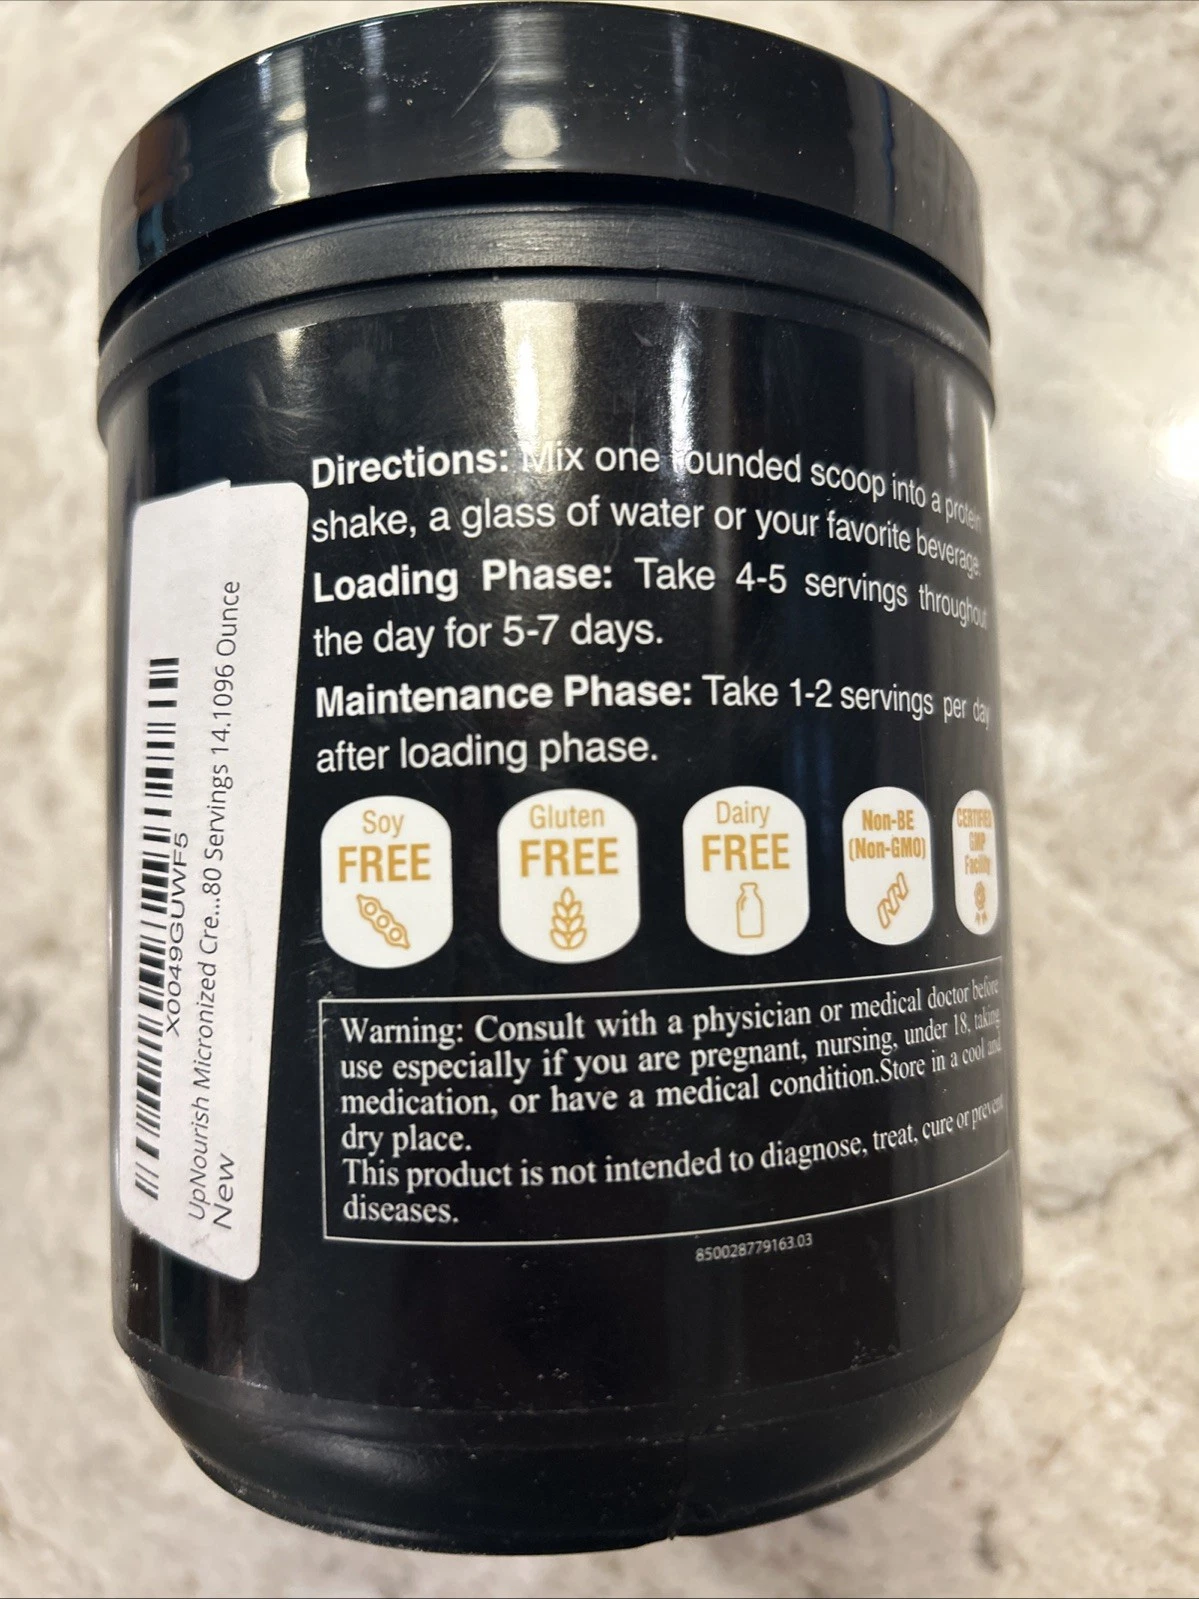 Directions: Mix one rounded scoop into a protein
shake, a glass of water or your favorite beverage.
Loading Phase: Take 4-5 servings throughout
the day for 5-7 days.
Maintenance Phase: Take 1-2 servings per day
after loading phase.
Soy
FREE
Gluten
FREE
Dairy
FREE
Non-BE
(Non-GMO)
CERTIFIED
GMP
Facility
Warning: Consult with a physician or medical doctor before
use especially if you are pregnant, nursing, under 18, taking
medication, or have a medical condition.Store in a cool and
dry place.
This product is not intended to diagnose, treat, cure or prevent
diseases.
850028779163.03
X0049GUWF5
UpNourish Micronized Cre...80 Servings 14.1096 Ounce
New